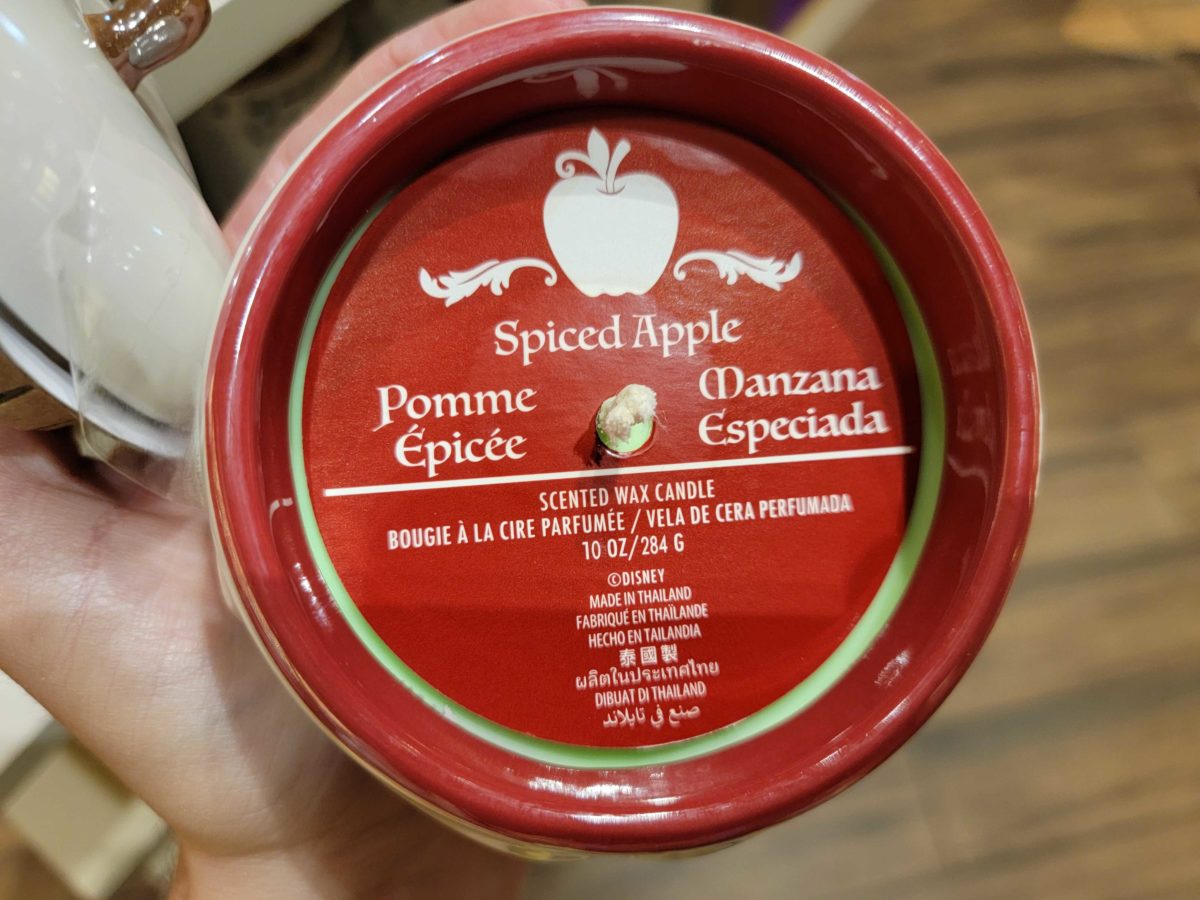 Spiced Apple
Pomme
Épicée
Manzana
Especiada
SCENTED WAX CANDLE
BOUGIE À LA CIRE PARFUMÉE / VELA DE CERA PERFUMADA
10 OZ/284 G
©DISNEY
MADE IN THAILAND
FABRIQUÉ EN THAÏLANDE
HECHO EN TAILANDIA
泰國製
ผลิตในประเทศไทย
DIBUAT DI THAILAND
صنع في تايلاند